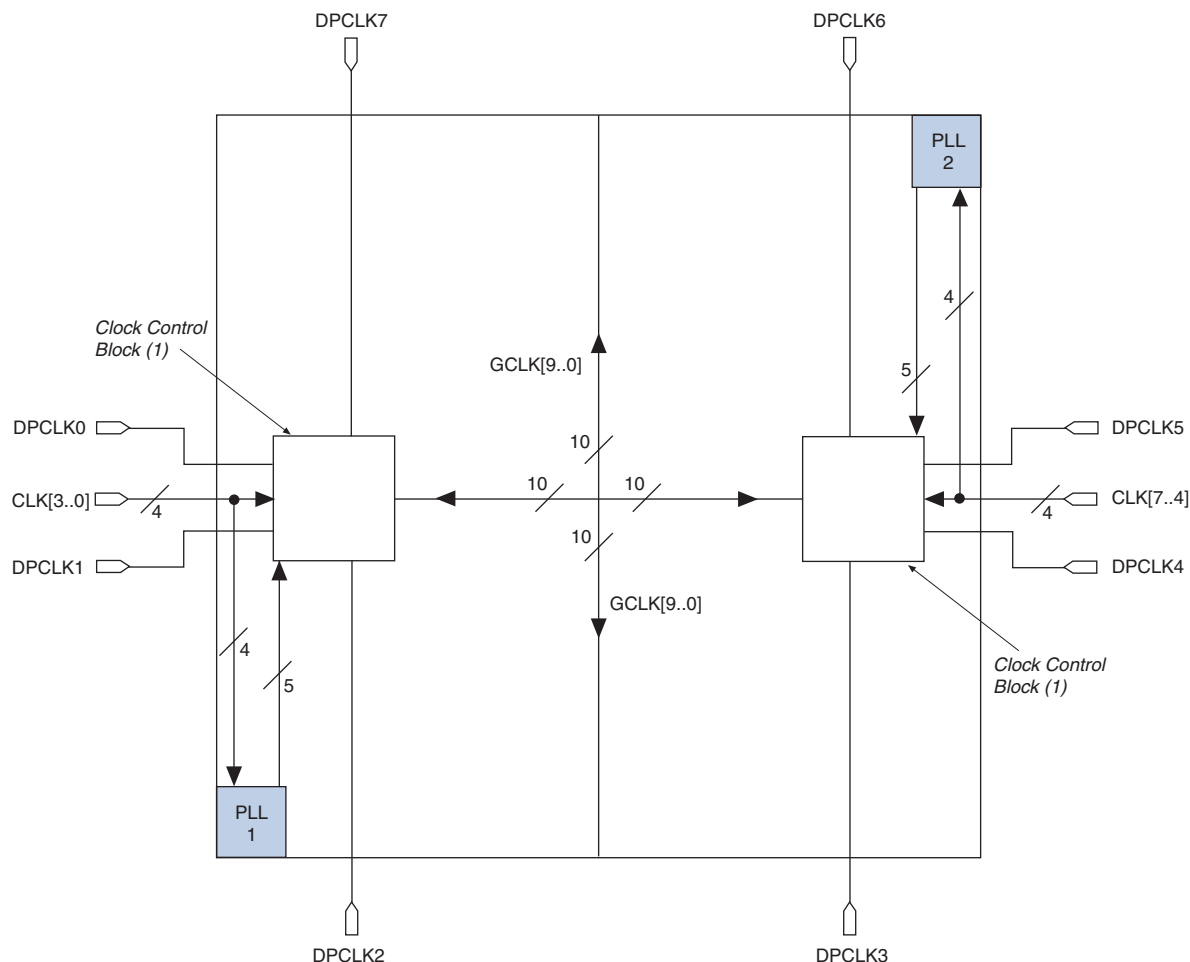 DPCLK7
DPCLK6
PLL
2
4
Clock Control
Block (1)
GCLK[9..0]
5
DPCLK0
10
DPCLK5
CLK[3..0]
4
10
10
4
CLK[7..4]
10
DPCLK1
DPCLK4
GCLK[9..0]
4
5
Clock Control
Block (1)
PLL
1
DPCLK2
DPCLK3